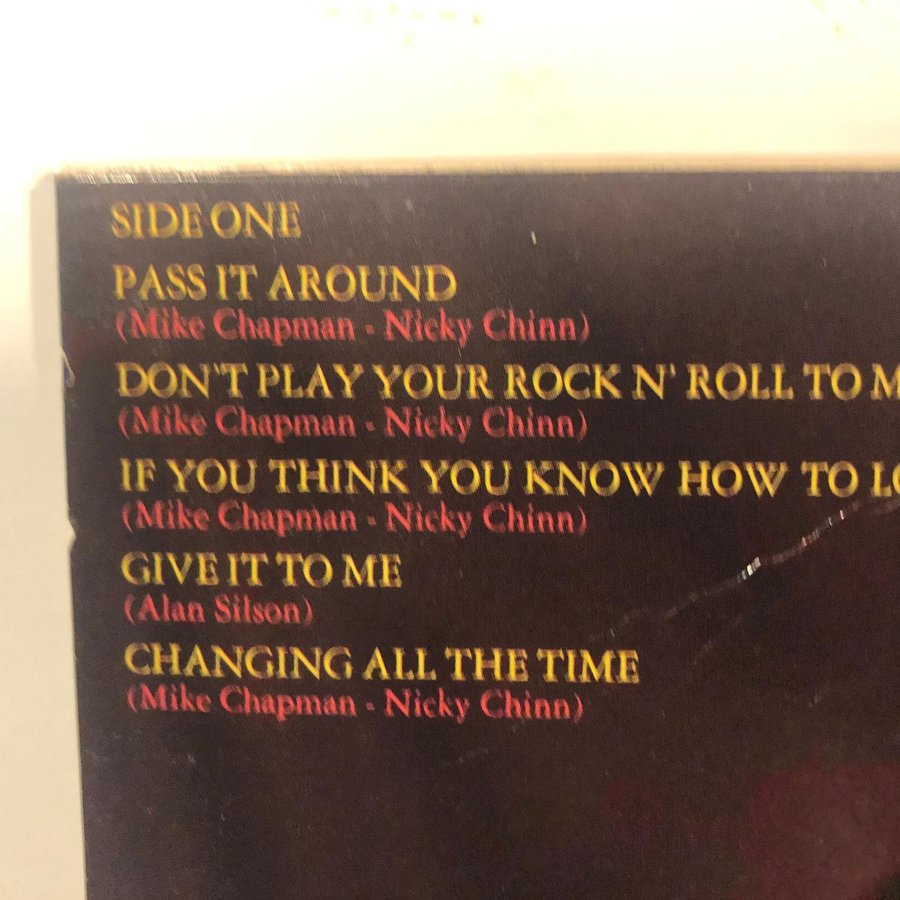 SIDE ONE
PASS IT AROUND
(Mike Chapman - Nicky Chinn)
DON'T PLAY YOUR ROCK N' ROLL TO M
(Mike Chapman - Nicky Chinn)
IF YOU THINK YOU KNOW HOW TO LO
(Mike Chapman - Nicky Chinn)
GIVE IT TO ME
(Alan Silson)
CHANGING ALL THE TIME
(Mike Chapman - Nicky Chinn)